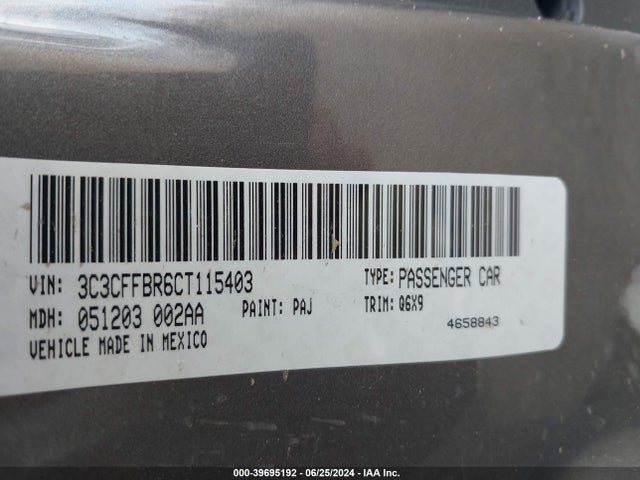 VIN: 3C3CFFBR6CT115403 TYPE: PASSENGER CAR
MDH: 051203 002AA PAINT: PAJ TRIM: Q6X9
4658843
VEHICLE MADE IN MEXICO
000-39695192 - 06/25/2024 - IAA Inc.